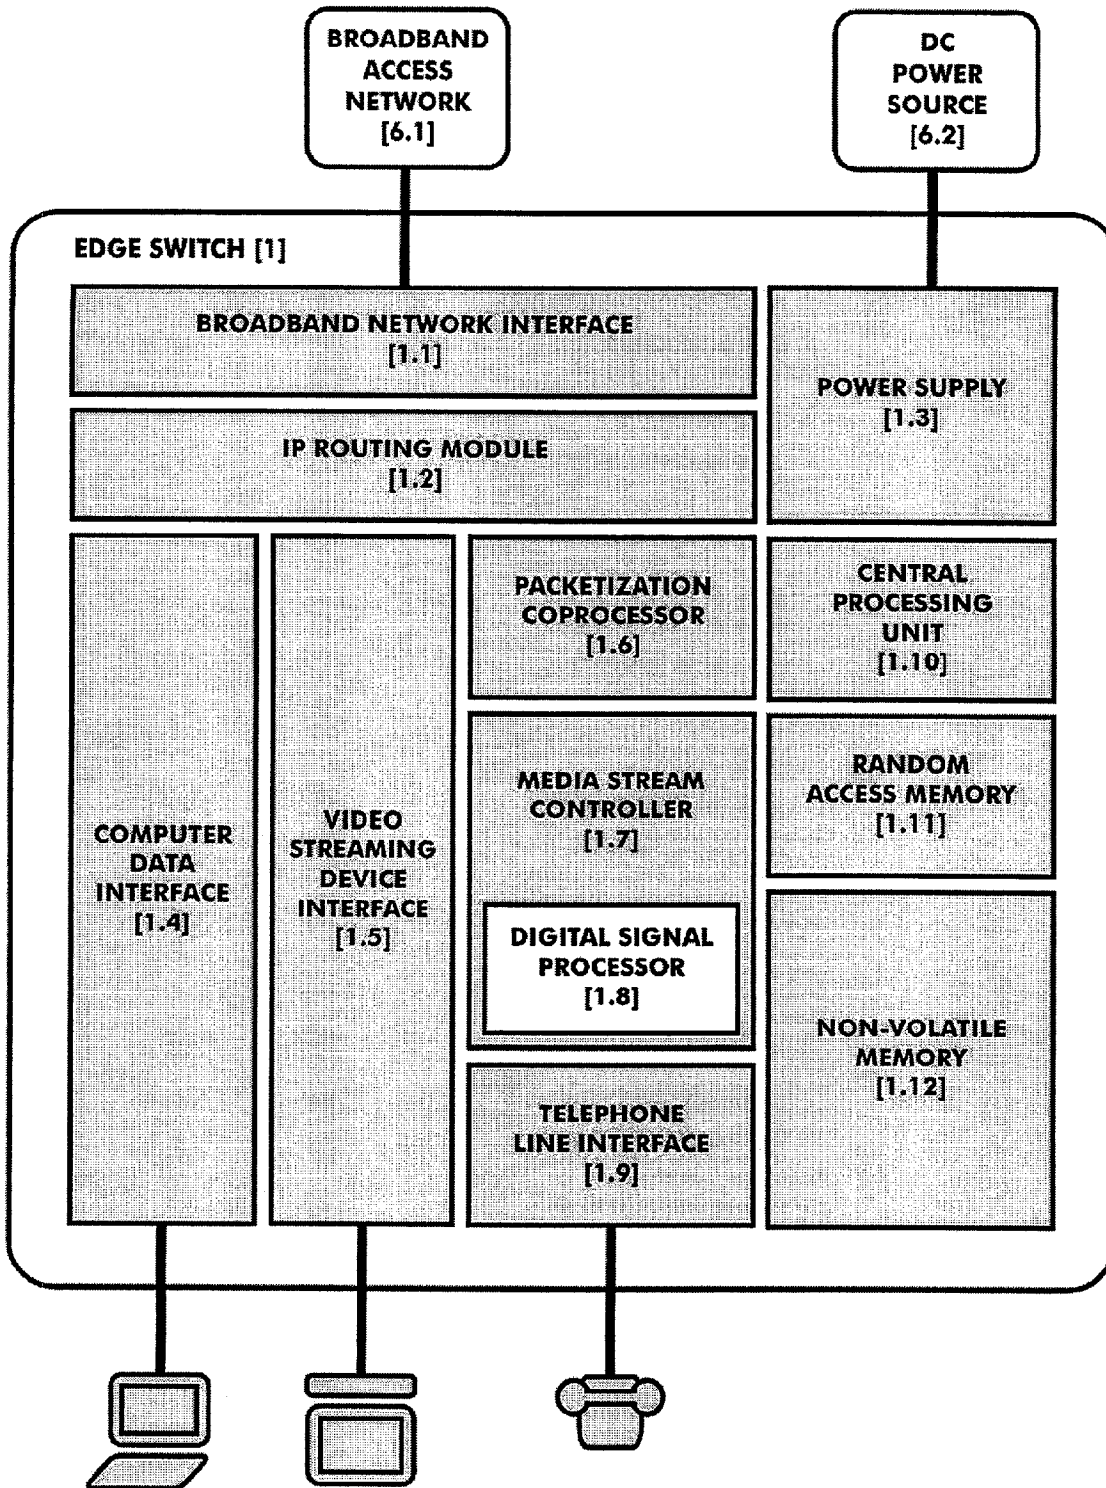 BROADBAND
ACCESS
NETWORK
[6.1]
DC
POWER
SOURCE
[6.2]
EDGE SWITCH [1]
BROADBAND NETWORK INTERFACE
[1.1]
POWER SUPPLY
[1.3]
IP ROUTING MODULE
[1.2]
COMPUTER
DATA
INTERFACE
[1.4]
VIDEO
STREAMING
DEVICE
INTERFACE
[1.5]
PACKETIZATION
COPROCESSOR
[1.6]
CENTRAL
PROCESSING
UNIT
[1.10]
MEDIA STREAM
CONTROLLER
[1.7]
RANDOM
ACCESS MEMORY
[1.11]
DIGITAL SIGNAL
PROCESSOR
[1.8]
NON-VOLATILE
MEMORY
[1.12]
TELEPHONE
LINE INTERFACE
[1.9]